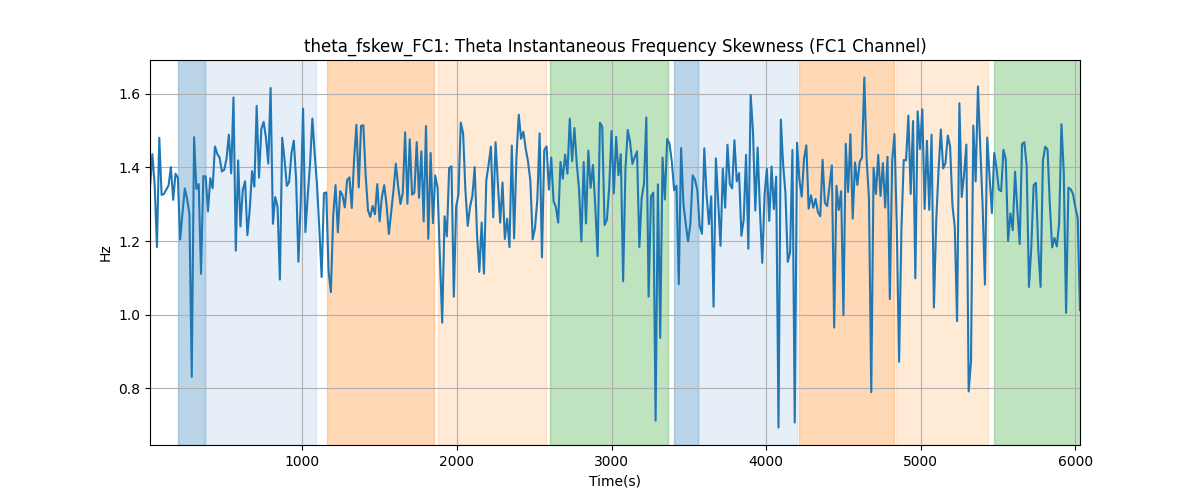 theta_fskew_FC1: Theta Instantaneous Frequency Skewness (FC1 Channel)
1.6
1.4
1.2
1.0
0.8
Hz
1000 2000 3000 4000 5000 6000
Time(s)